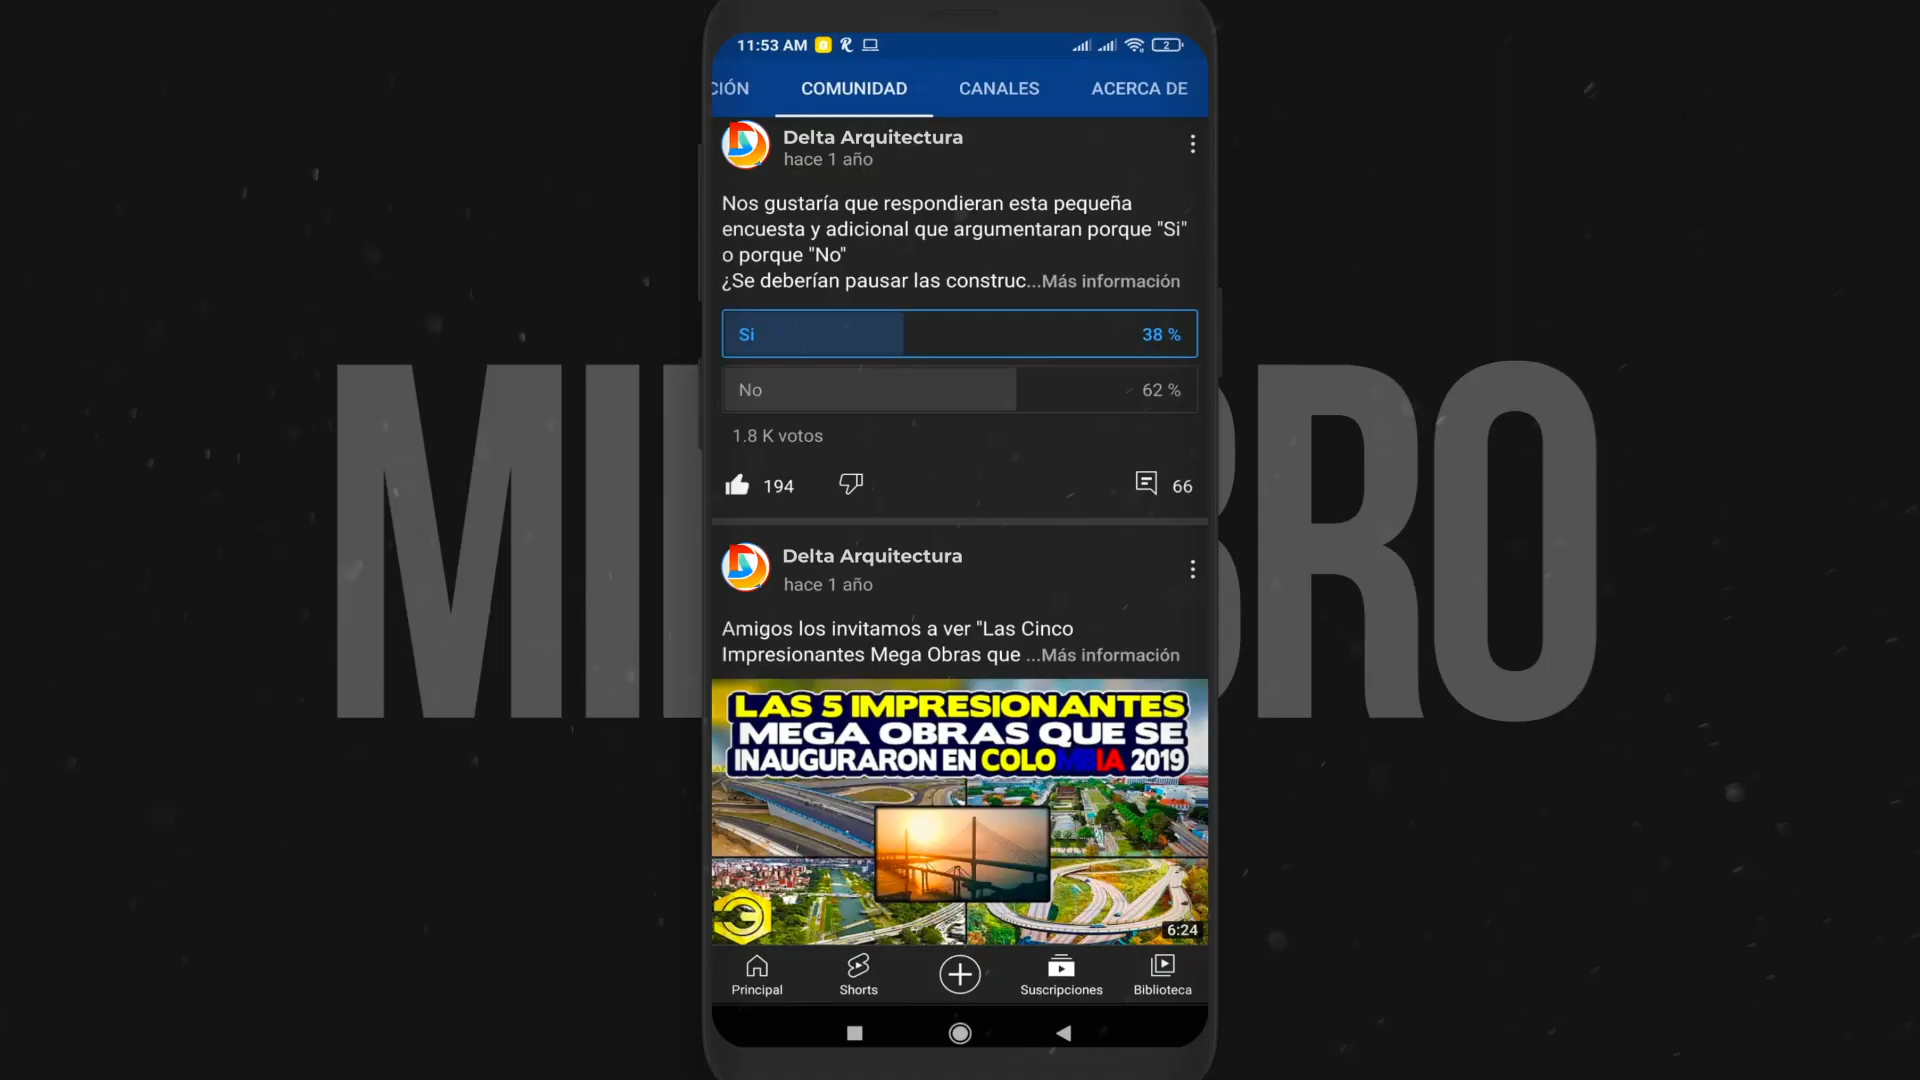 11:53 AM
2
CIÓN COMUNIDAD CANALES ACERCA DE
Delta Arquitectura
hace 1 año
Nos gustaría que respondieran esta pequeña
encuesta y adicional que argumentaran porque "Si"
o porque "No"
¿Se deberían pausar las construc...Más información
Si 38 %
No 62 %
1.8 K votos
194 66
Delta Arquitectura
hace 1 año
Amigos los invitamos a ver "Las Cinco
Impresionantes Mega Obras que ...Más información
LAS 5 IMPRESIONANTES
MEGA OBRAS QUE SE
INAUGURARON EN COLOMBIA 2019
6:24
Principal Shorts Suscripciones Biblioteca